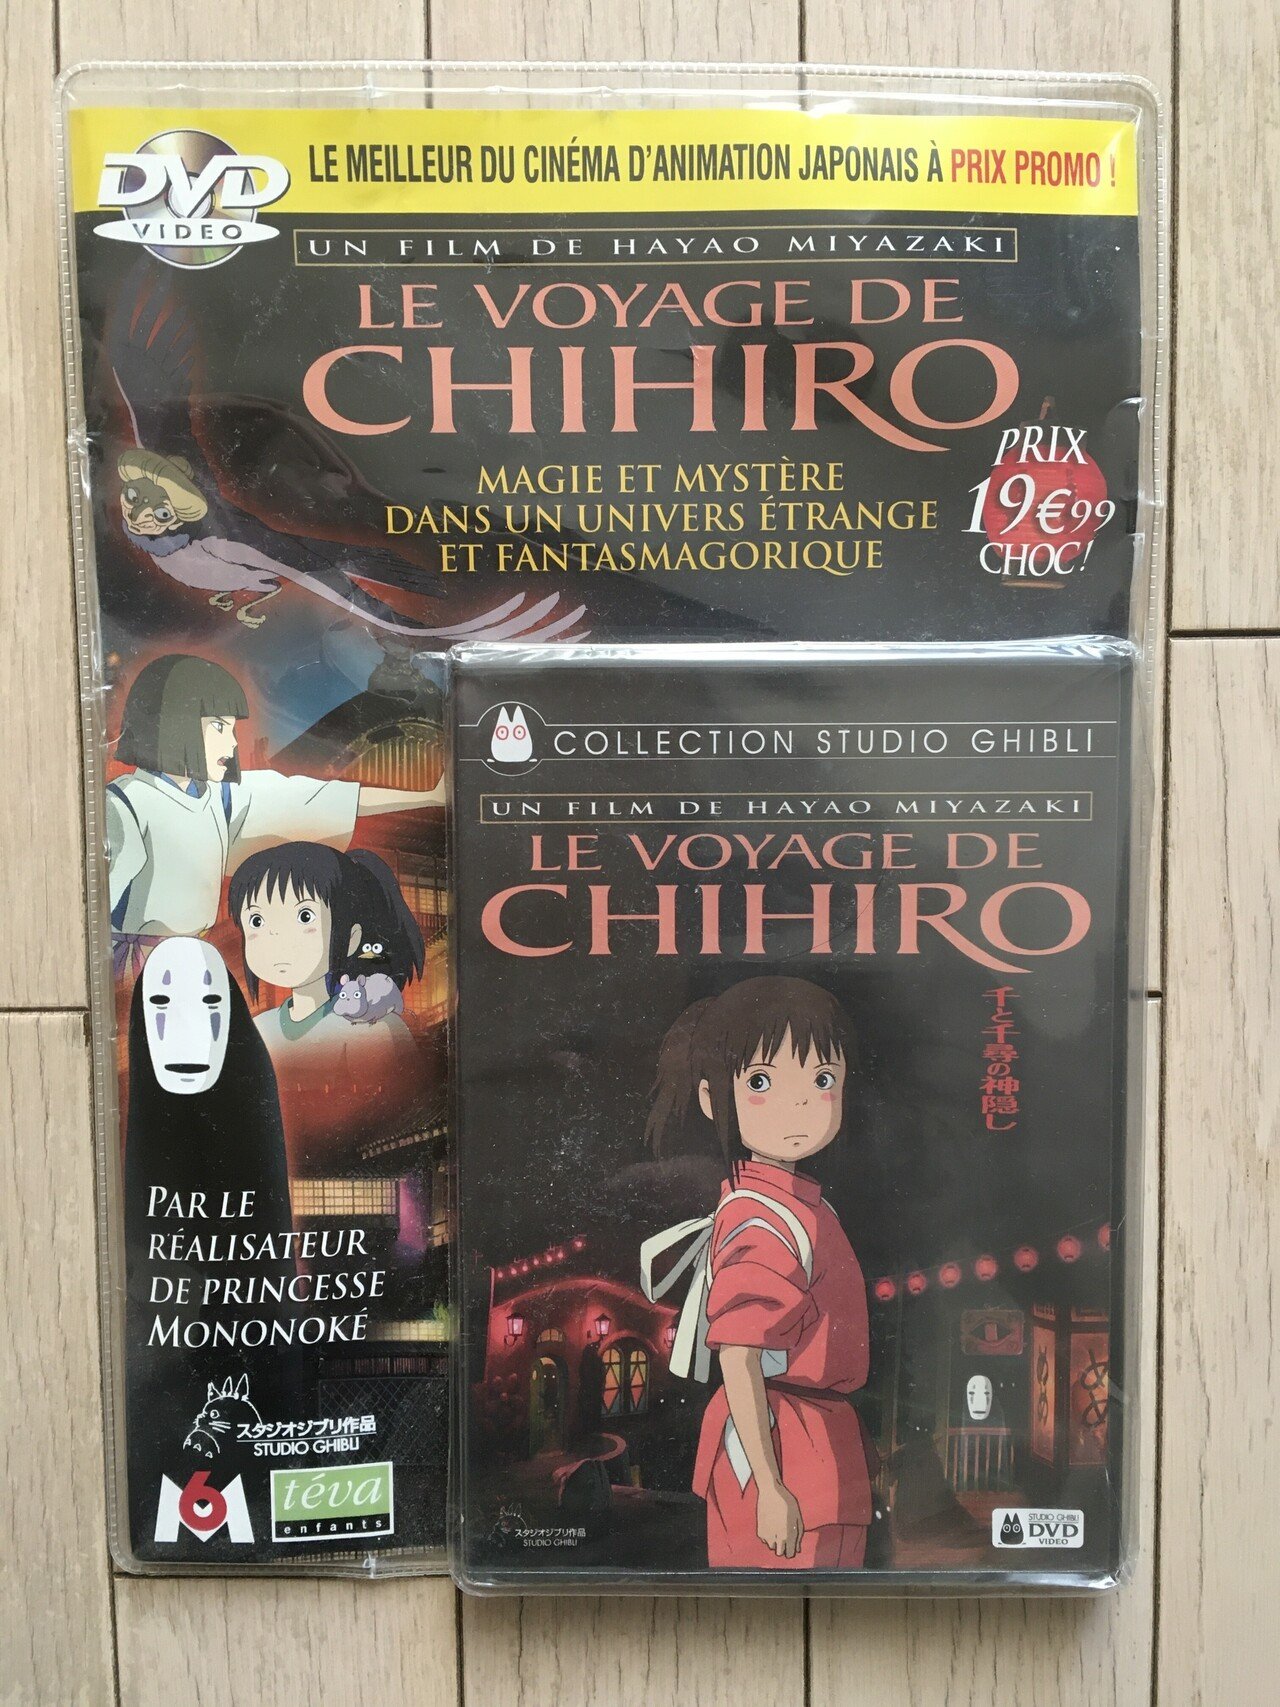 DVD
VIDEO
LE MEILLEUR DU CINÉMA D'ANIMATION JAPONAIS À PRIX PROMO !
UN FILM DE HAYAO MIYAZAKI
LE VOYAGE DE
CHIHIRO
MAGIE ET MYSTÈRE
DANS UN UNIVERS ÉTRANGE
ET FANTASMAGORIQUE
PRIX
19€99
CHOC!
COLLECTION STUDIO GHIBLI
UN FILM DE HAYAO MIYAZAKI
LE VOYAGE DE
CHIHIRO
千と千尋の神隠し
PAR LE
RÉALISATEUR
DE PRINCESSE
MONONOKÉ
スタジオジブリ作品
STUDIO GHIBLI
M6
téva
enfants
め
め
め
スタジオジブリ作品
STUDIO GHIBLI
STUDIO GHIBLI
DVD
VIDEO